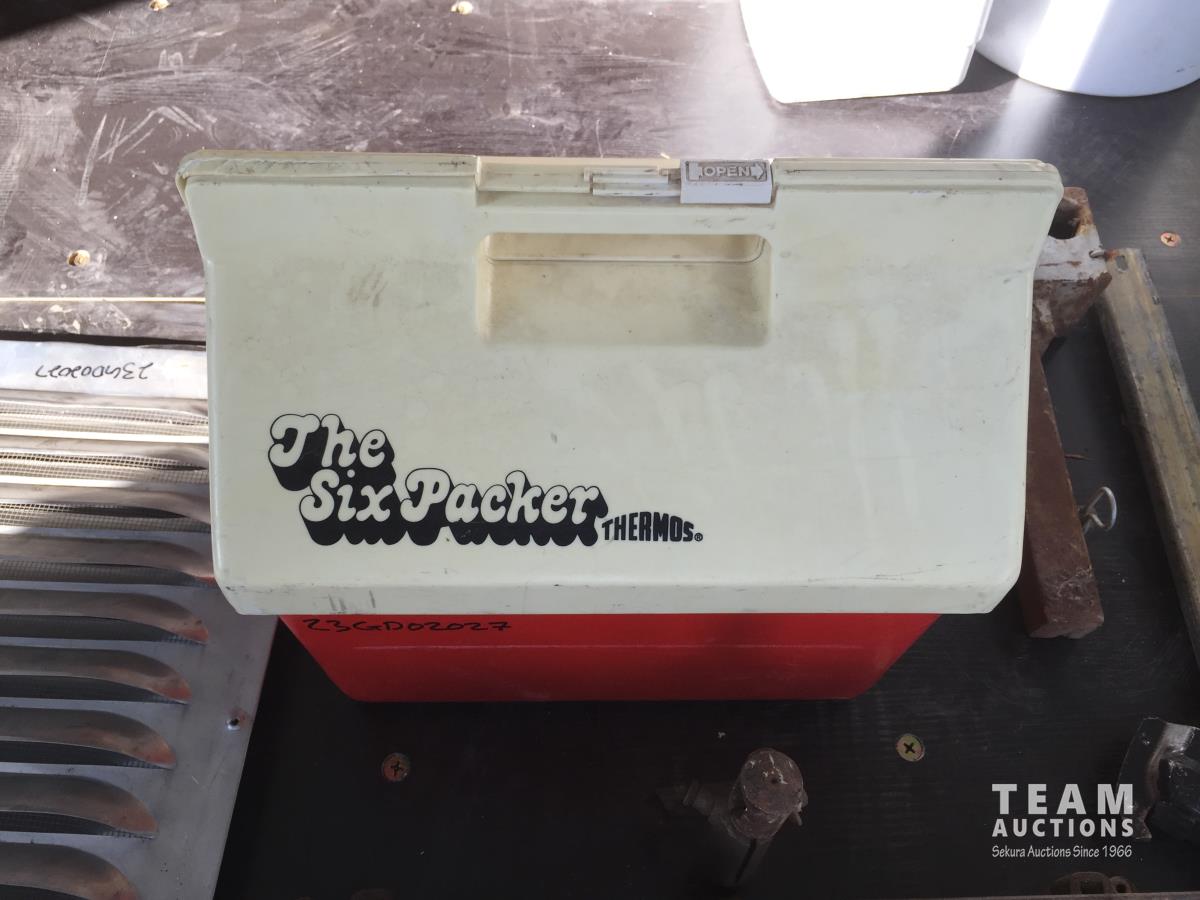 OPEN
23GD02027
The
Six Packer
THERMOS®
23GD02027
TEAM
AUCTIONS
Sekura Auctions Since 1966